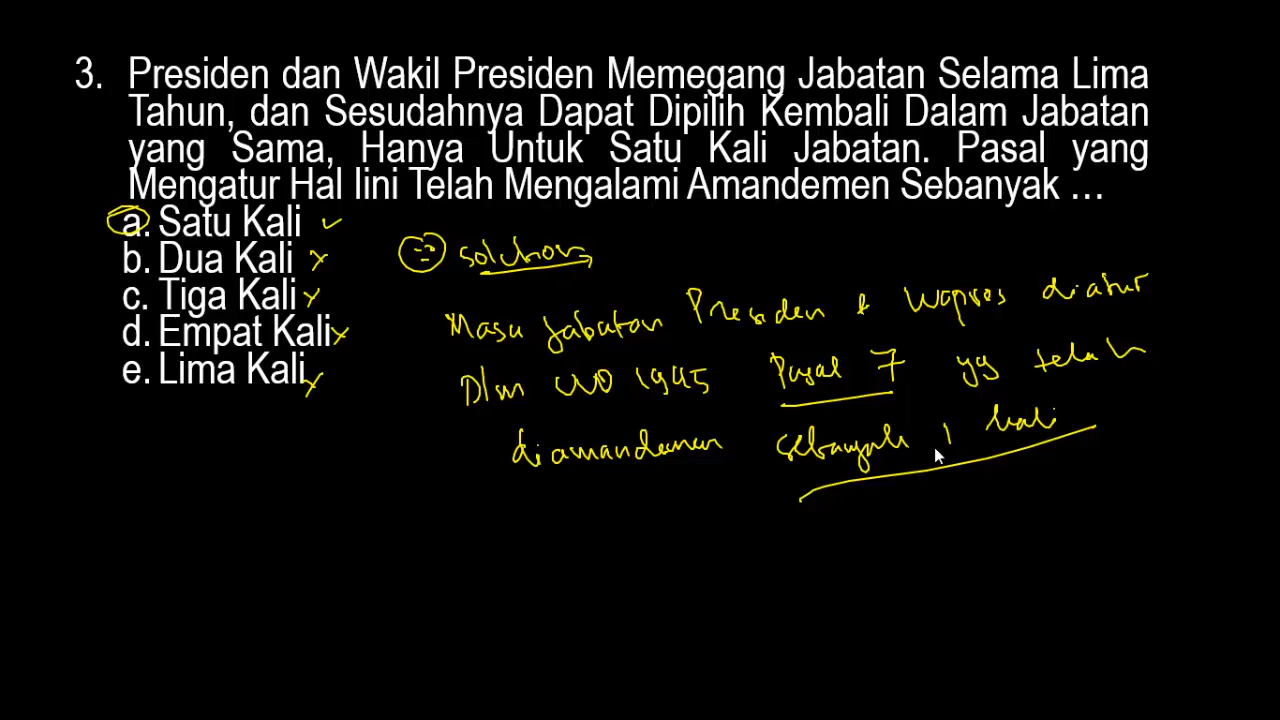 3. Presiden dan Wakil Presiden Memegang Jabatan Selama Lima
Tahun, dan Sesudahnya Dapat Dipilih Kembali Dalam Jabatan
yang Sama, Hanya Untuk Satu Kali Jabatan. Pasal yang
Mengatur Hal Iini Telah Mengalami Amandemen Sebanyak ...
a. Satu Kali
b. Dua Kali
c. Tiga Kali
d. Empat Kali
e. Lima Kali
solution
Masa Jabatan Presiden & Wapres diatur
Dlm UUD 1945 Pasal 7 yg telah
diamandemen sebanyak 1 kali